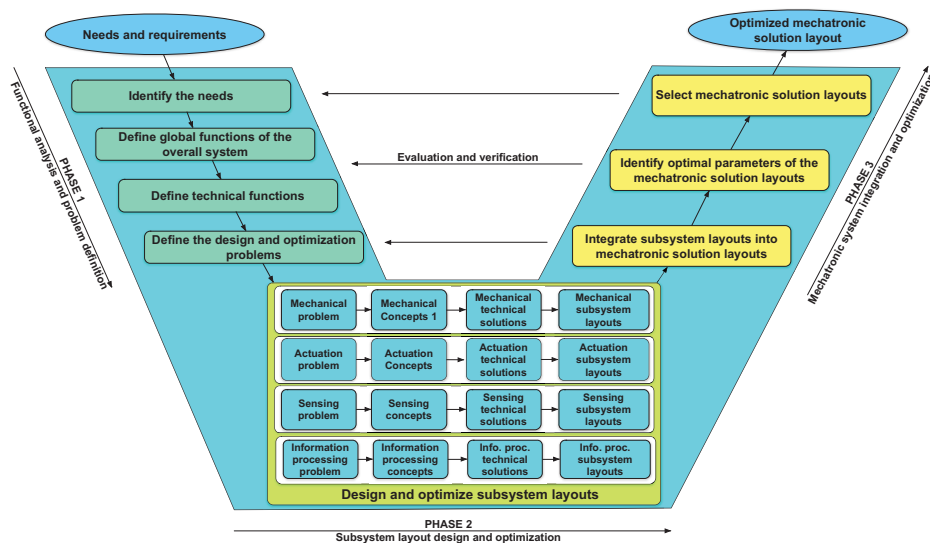 Needs and requirements
Optimized mechatronic
solution layout
PHASE 1
Functional analysis and problem definition
Identify the needs
Define global functions of the
overall system
Define technical functions
Define the design and optimization
problems
Evaluation and verification
Select mechatronic solution layouts
Identify optimal parameters of the
mechatronic solution layouts
Integrate subsystem layouts into
mechatronic solution layouts
PHASE 3
Mechatronic system integration and optimization
Mechanical
problem
Mechanical
Concepts 1
Mechanical
technical
solutions
Mechanical
subsystem
layouts
Actuation
problem
Actuation
Concepts
Actuation
technical
solutions
Actuation
subsystem
layouts
Sensing
problem
Sensing
concepts
Sensing
technical
solutions
Sensing
subsystem
layouts
Information
processing
problem
Information
processing
concepts
Info. proc.
technical
solutions
Info. proc.
subsystem
layouts
Design and optimize subsystem layouts
PHASE 2
Subsystem layout design and optimization